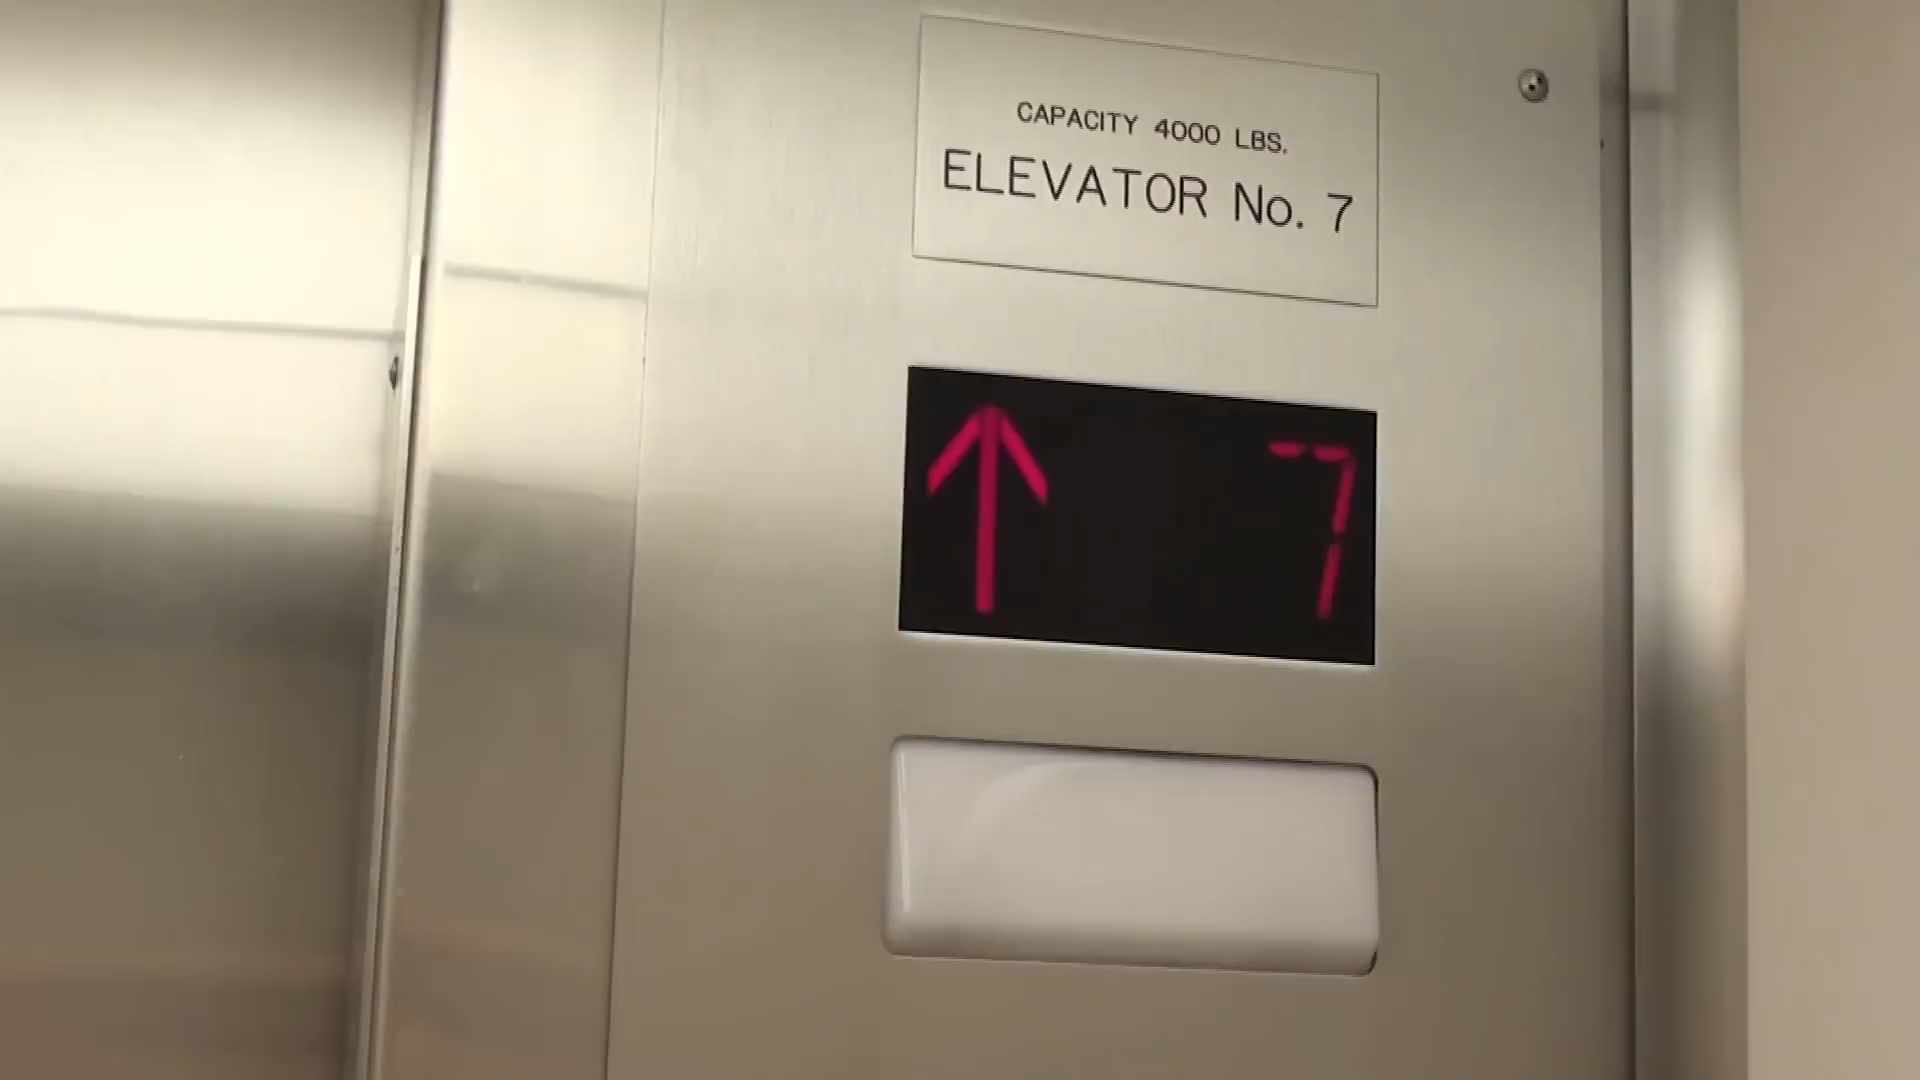 CAPACITY 4000 LBS.
ELEVATOR No. 7
↑ 7